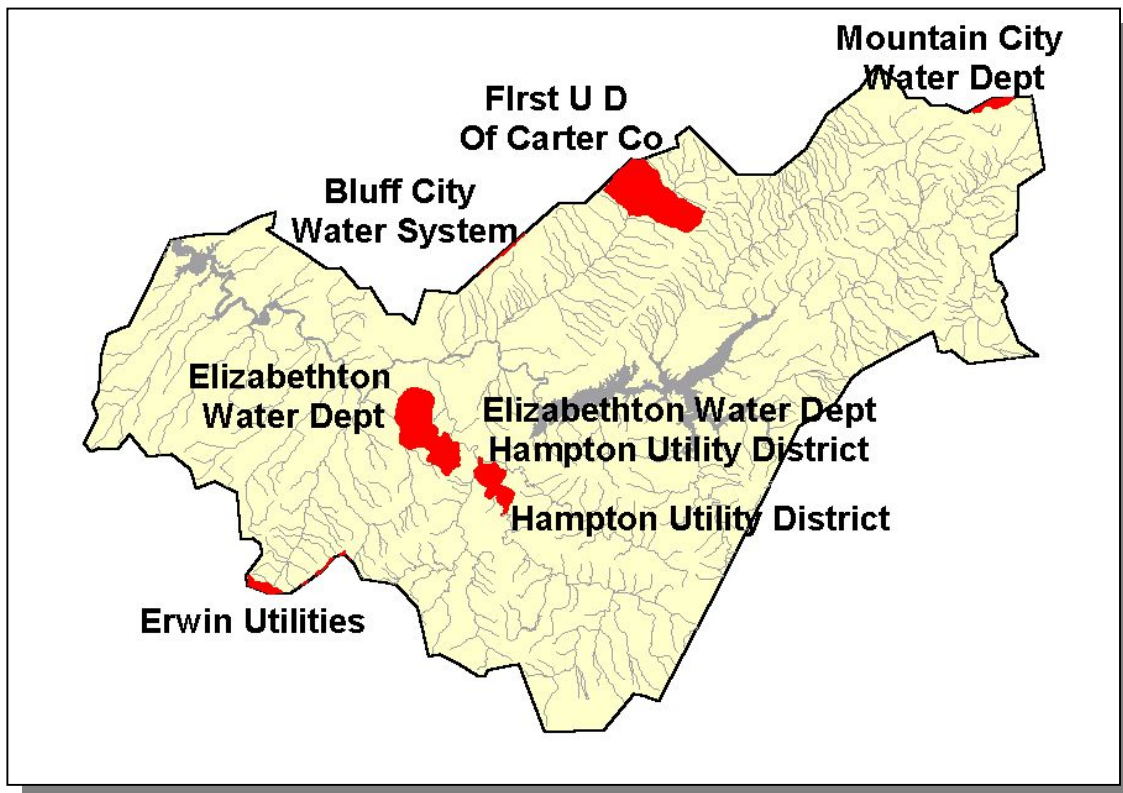 Mountain City
Water Dept
FIrst U D
Of Carter Co
Bluff City
Water System
Elizabethton
Water Dept
Elizabethton Water Dept
Hampton Utility District
Hampton Utility District
Erwin Utilities